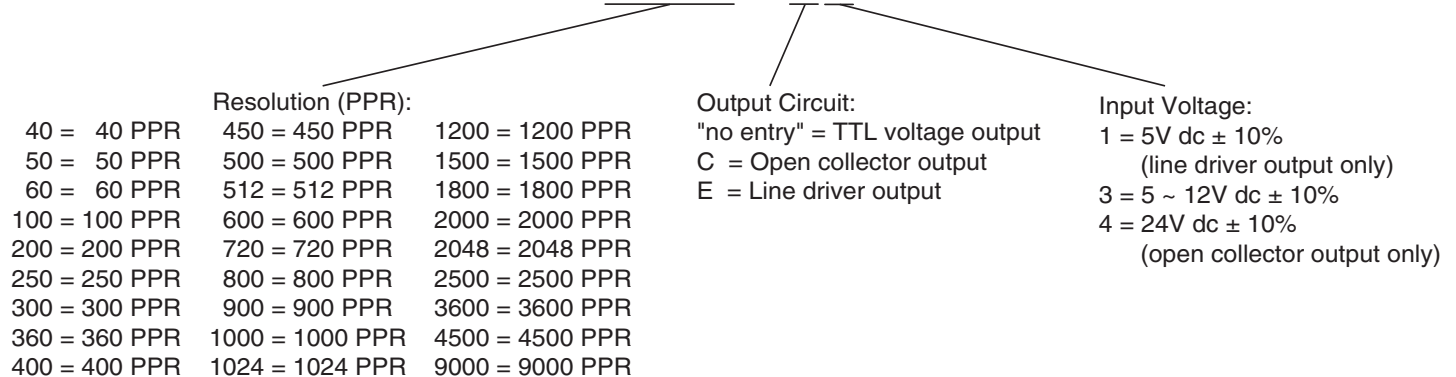 Resolution (PPR):
40 = 40 PPR 450 = 450 PPR 1200 = 1200 PPR
50 = 50 PPR 500 = 500 PPR 1500 = 1500 PPR
60 = 60 PPR 512 = 512 PPR 1800 = 1800 PPR
100 = 100 PPR 600 = 600 PPR 2000 = 2000 PPR
200 = 200 PPR 720 = 720 PPR 2048 = 2048 PPR
250 = 250 PPR 800 = 800 PPR 2500 = 2500 PPR
300 = 300 PPR 900 = 900 PPR 3600 = 3600 PPR
360 = 360 PPR 1000 = 1000 PPR 4500 = 4500 PPR
400 = 400 PPR 1024 = 1024 PPR 9000 = 9000 PPR
Output Circuit:
"no entry" = TTL voltage output
C = Open collector output
E = Line driver output
Input Voltage:
1 = 5V dc ± 10%
(line driver output only)
3 = 5 ~ 12V dc ± 10%
4 = 24V dc ± 10%
(open collector output only)